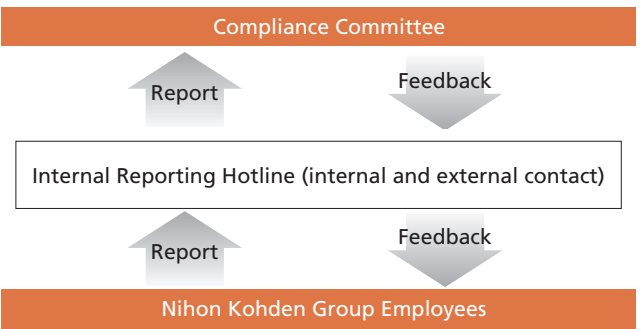 Compliance Committee
Report
Feedback
Internal Reporting Hotline (internal and external contact)
Report
Feedback
Nihon Kohden Group Employees